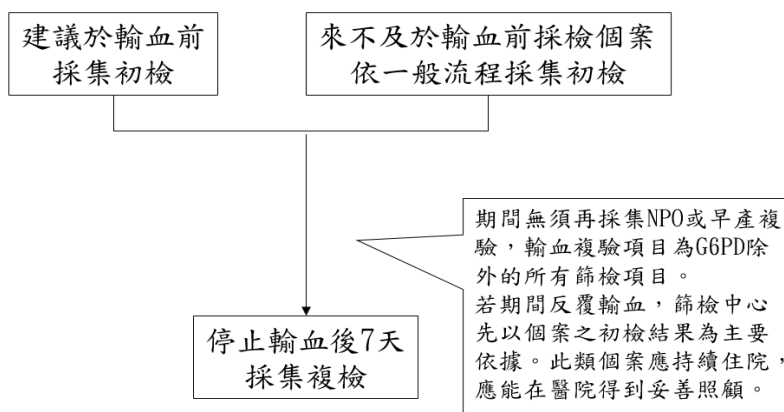 建議於輸血前
採集初檢
來不及於輸血前採檢個案
依一般流程採集初檢
期間無須再採集NPO或早產複
驗，輸血複驗項目為G6PD除
外的所有篩檢項目。
若期間反覆輸血，篩檢中心
先以個案之初檢結果為主要
依據。此類個案應持續住院，
應能在醫院得到妥善照顧。
停止輸血後7天
採集複檢